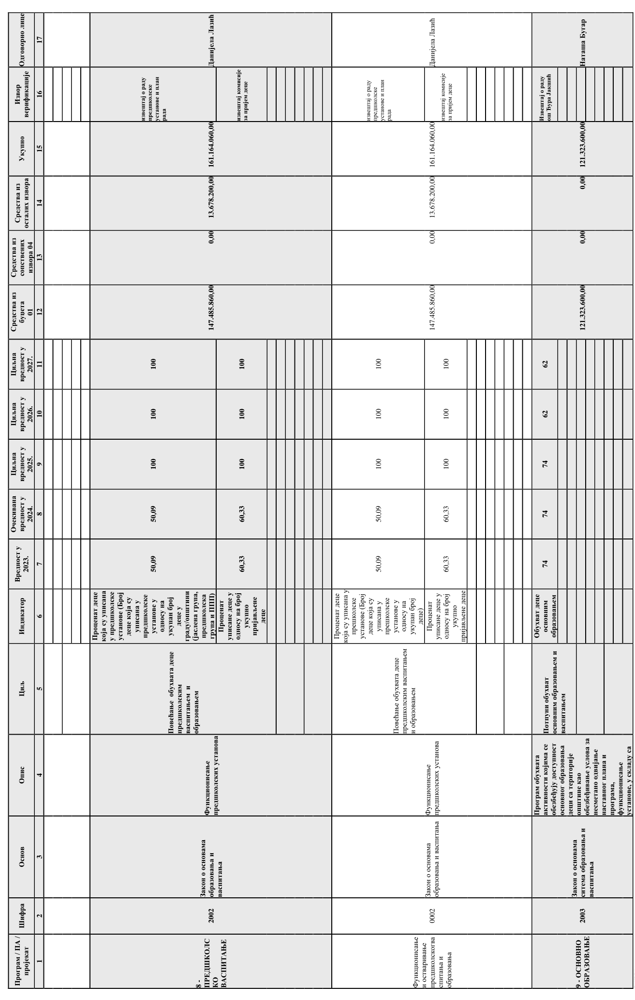 Програм / ПА /
пројекат
Шифра
Основ
Опис
Циљ
Индикатор
Вредност у
2023.
Очекивана
вредност у
2024.
Циљна
вредност у
2025.
Циљна
вредност у
2026.
Циљна
вредност у
2027.
Средства из
буџета
01
Средства из
сопствених
извора 04
Средства из
осталих извора
Укупно
Извор
верификације
Одговорно лице
1
2
3
4
5
6
7
8
9
10
11
12
13
14
15
16
17
8 -
ПРЕДШКОЛС
КО
ВАСПИТАЊЕ
2002
Закон о основама
образовања и
васпитања
Функционисање
предшколских установа
Повећање обухвата деце
предшколским
васпитањем и
образовањем
Проценат деце
која су уписана
у предшколске
установе (Број
деце која су
уписана у
предшколске
установе у
односу на
укупан број
деце у
граду/општини
(јаслена група,
предшколска
група и ППП)
50,09
50,09
100
100
100
147.485.860,00
0,00
13.678.200,00
161.164.060,00
извештај о раду
предшколске
установе и план
рада
Данијела Лазић
Проценат
уписане деце у
односу на број
укупно
пријављене
деце
60,33
60,33
100
100
100
извештај комисије
за пријем деце
Функционисање
и остваривање
предшколскогва
спитања и
образовања
0002
Закон о основама
образовања и васпитања
Функционисање
предшколских установа
Повећање обухвата деце
предшколским васпитањем
и образовањем
Проценат деце
која су уписана у
прешколске
установе (Број
деце која су
уписана у
прешколске
установе у
односу на
укупан број
деце)
50,09
50,09
100
100
100
147.485.860,00
0,00
13.678.200,00
161.164.060,00
извештај о раду
предшколске
установе и план
рада
Данијела Лазић
Проценат
уписане деце у
односу на број
укупно
пријављене деце
60,33
60,33
100
100
100
извештај комисије
за пријем деце
9 - ОСНОВНО
ОБРАЗОВАЊЕ
2003
Закон о основама
ситема образовања и
васпитања
Програм обухвата
активности којима се
обезбеђују доступност
основног образовања
деци са територије
општине као
обезбеђивање услова за
несметано одвијање
наставног плана и
програма,
функционисање
установе, у складу са
Потпуни обухват
основним образовањем и
васпитањем
Обухват деце
основним
образовањем
74
74
74
62
62
121.323.600,00
0,00
0,00
121.323.600,00
Извештај о раду
ош Ђура Јакшић
Наташа Бугар